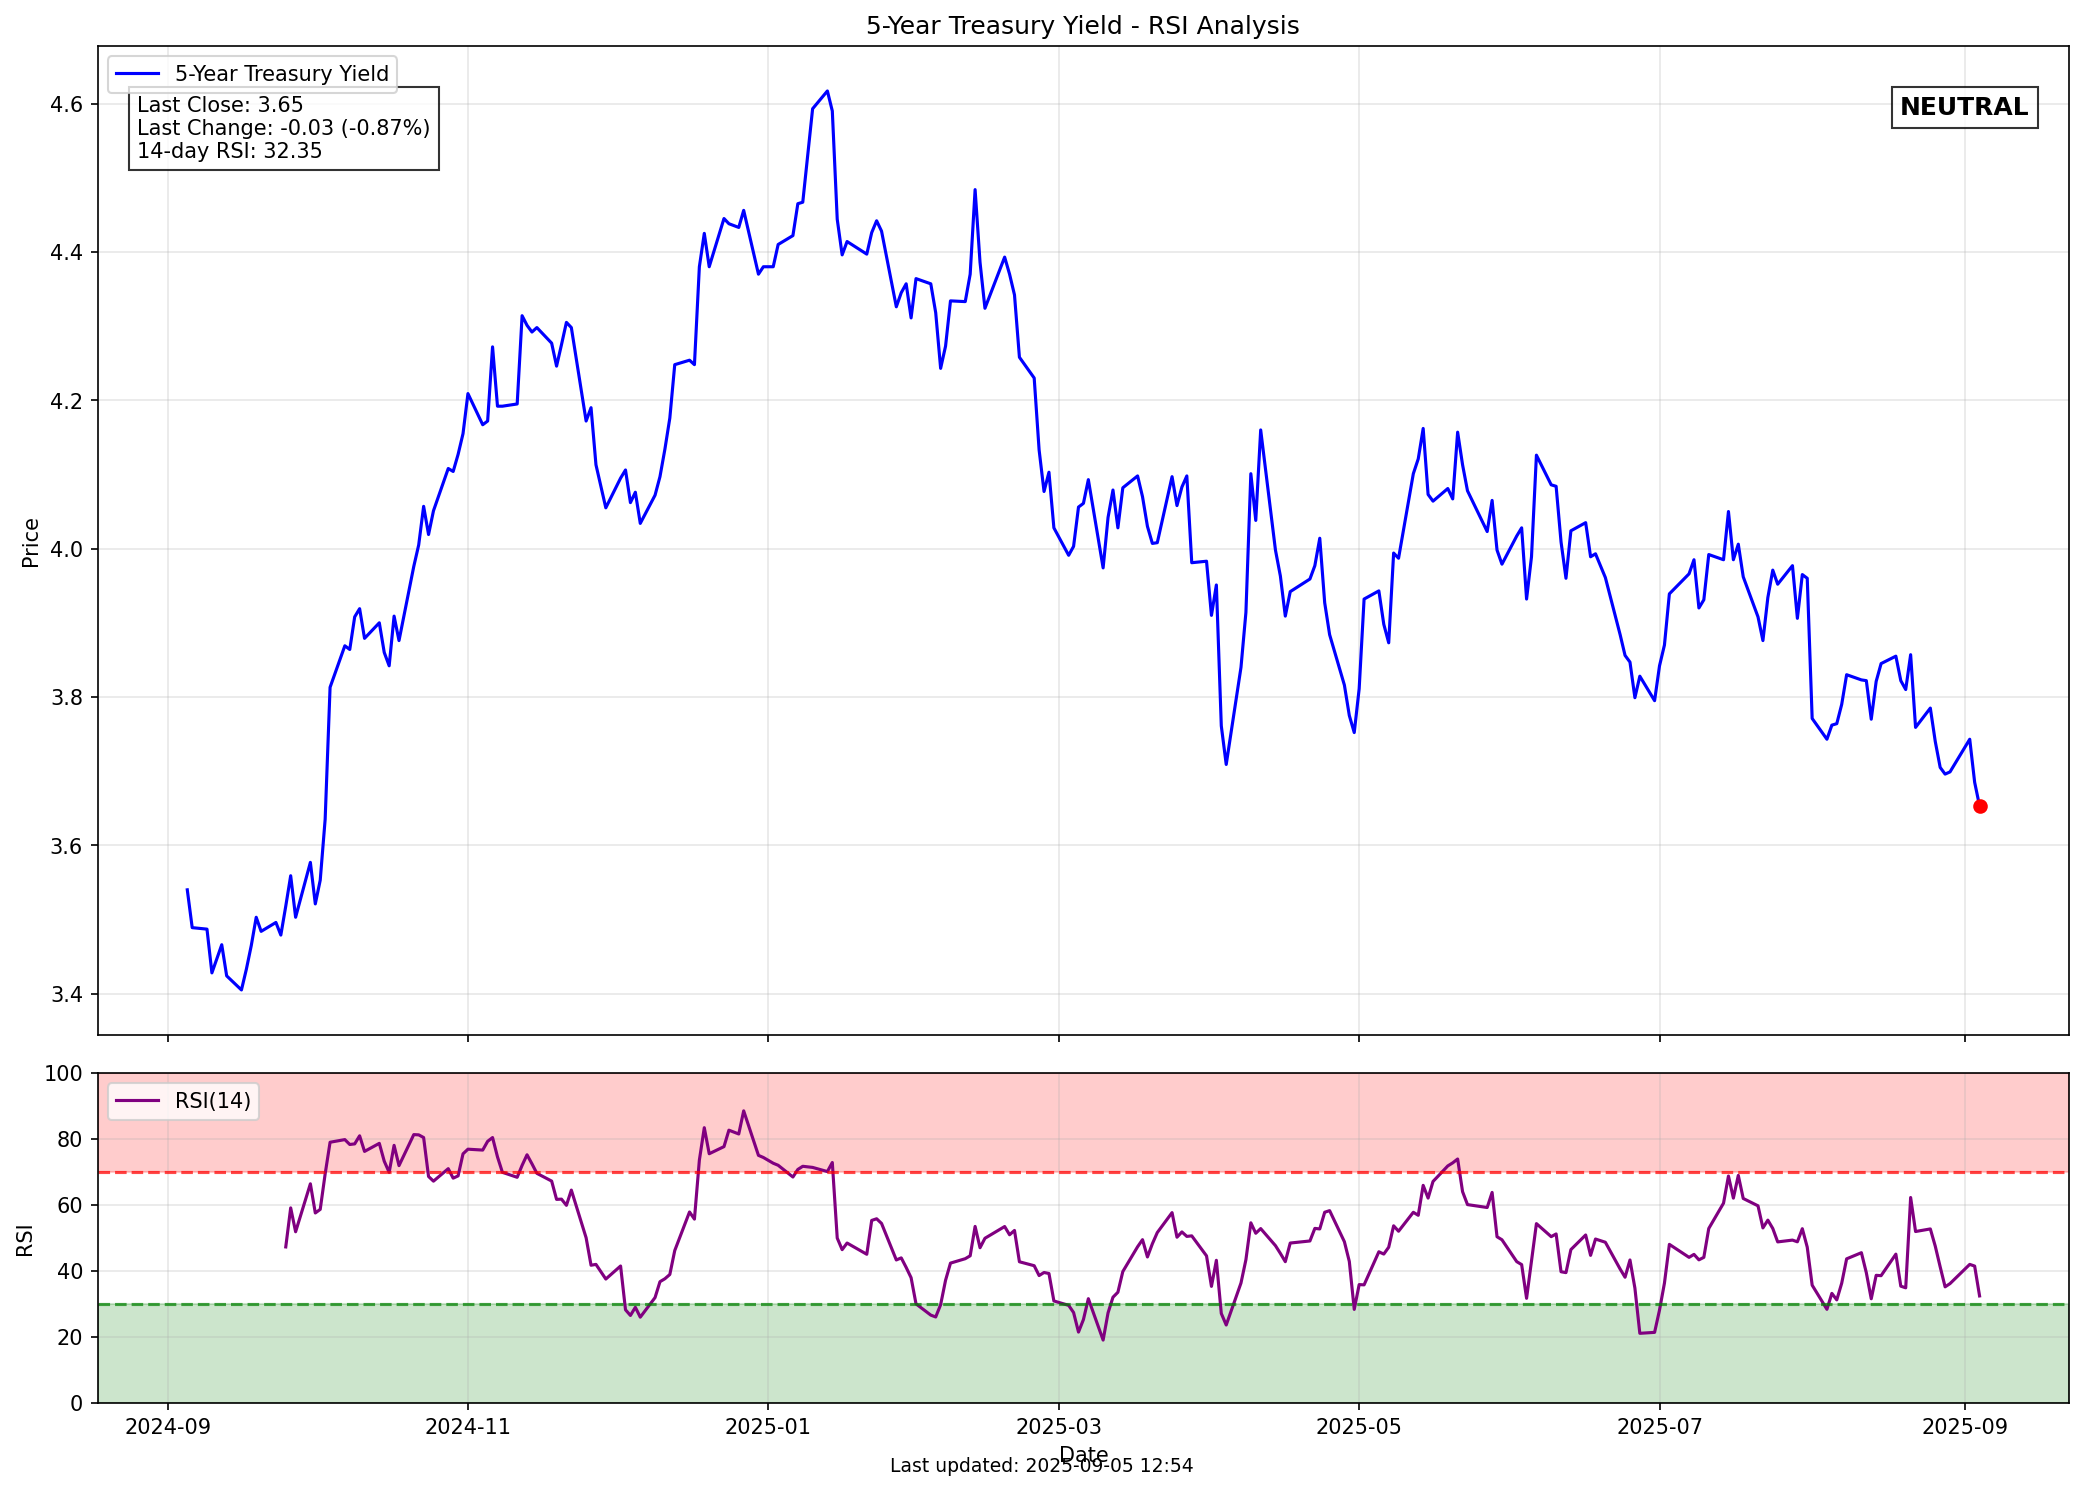 5-Year Treasury Yield - RSI Analysis
5-Year Treasury Yield
Last Close: 3.65
Last Change: -0.03 (-0.87%)
14-day RSI: 32.35
NEUTRAL
Price
4.6
4.4
4.2
4.0
3.8
3.6
3.4
RSI(14)
RSI
100
80
60
40
20
0
2024-09
2024-11
2025-01
2025-03
2025-05
2025-07
2025-09
Date
Last updated: 2025-09-05 12:54